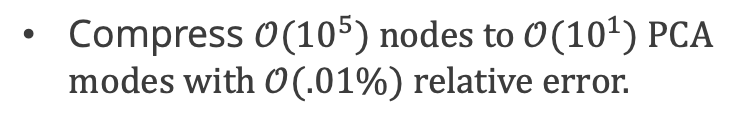 • Compress 𝒪(10⁵) nodes to 𝒪(10¹) PCA
modes with 𝒪(.01%) relative error.